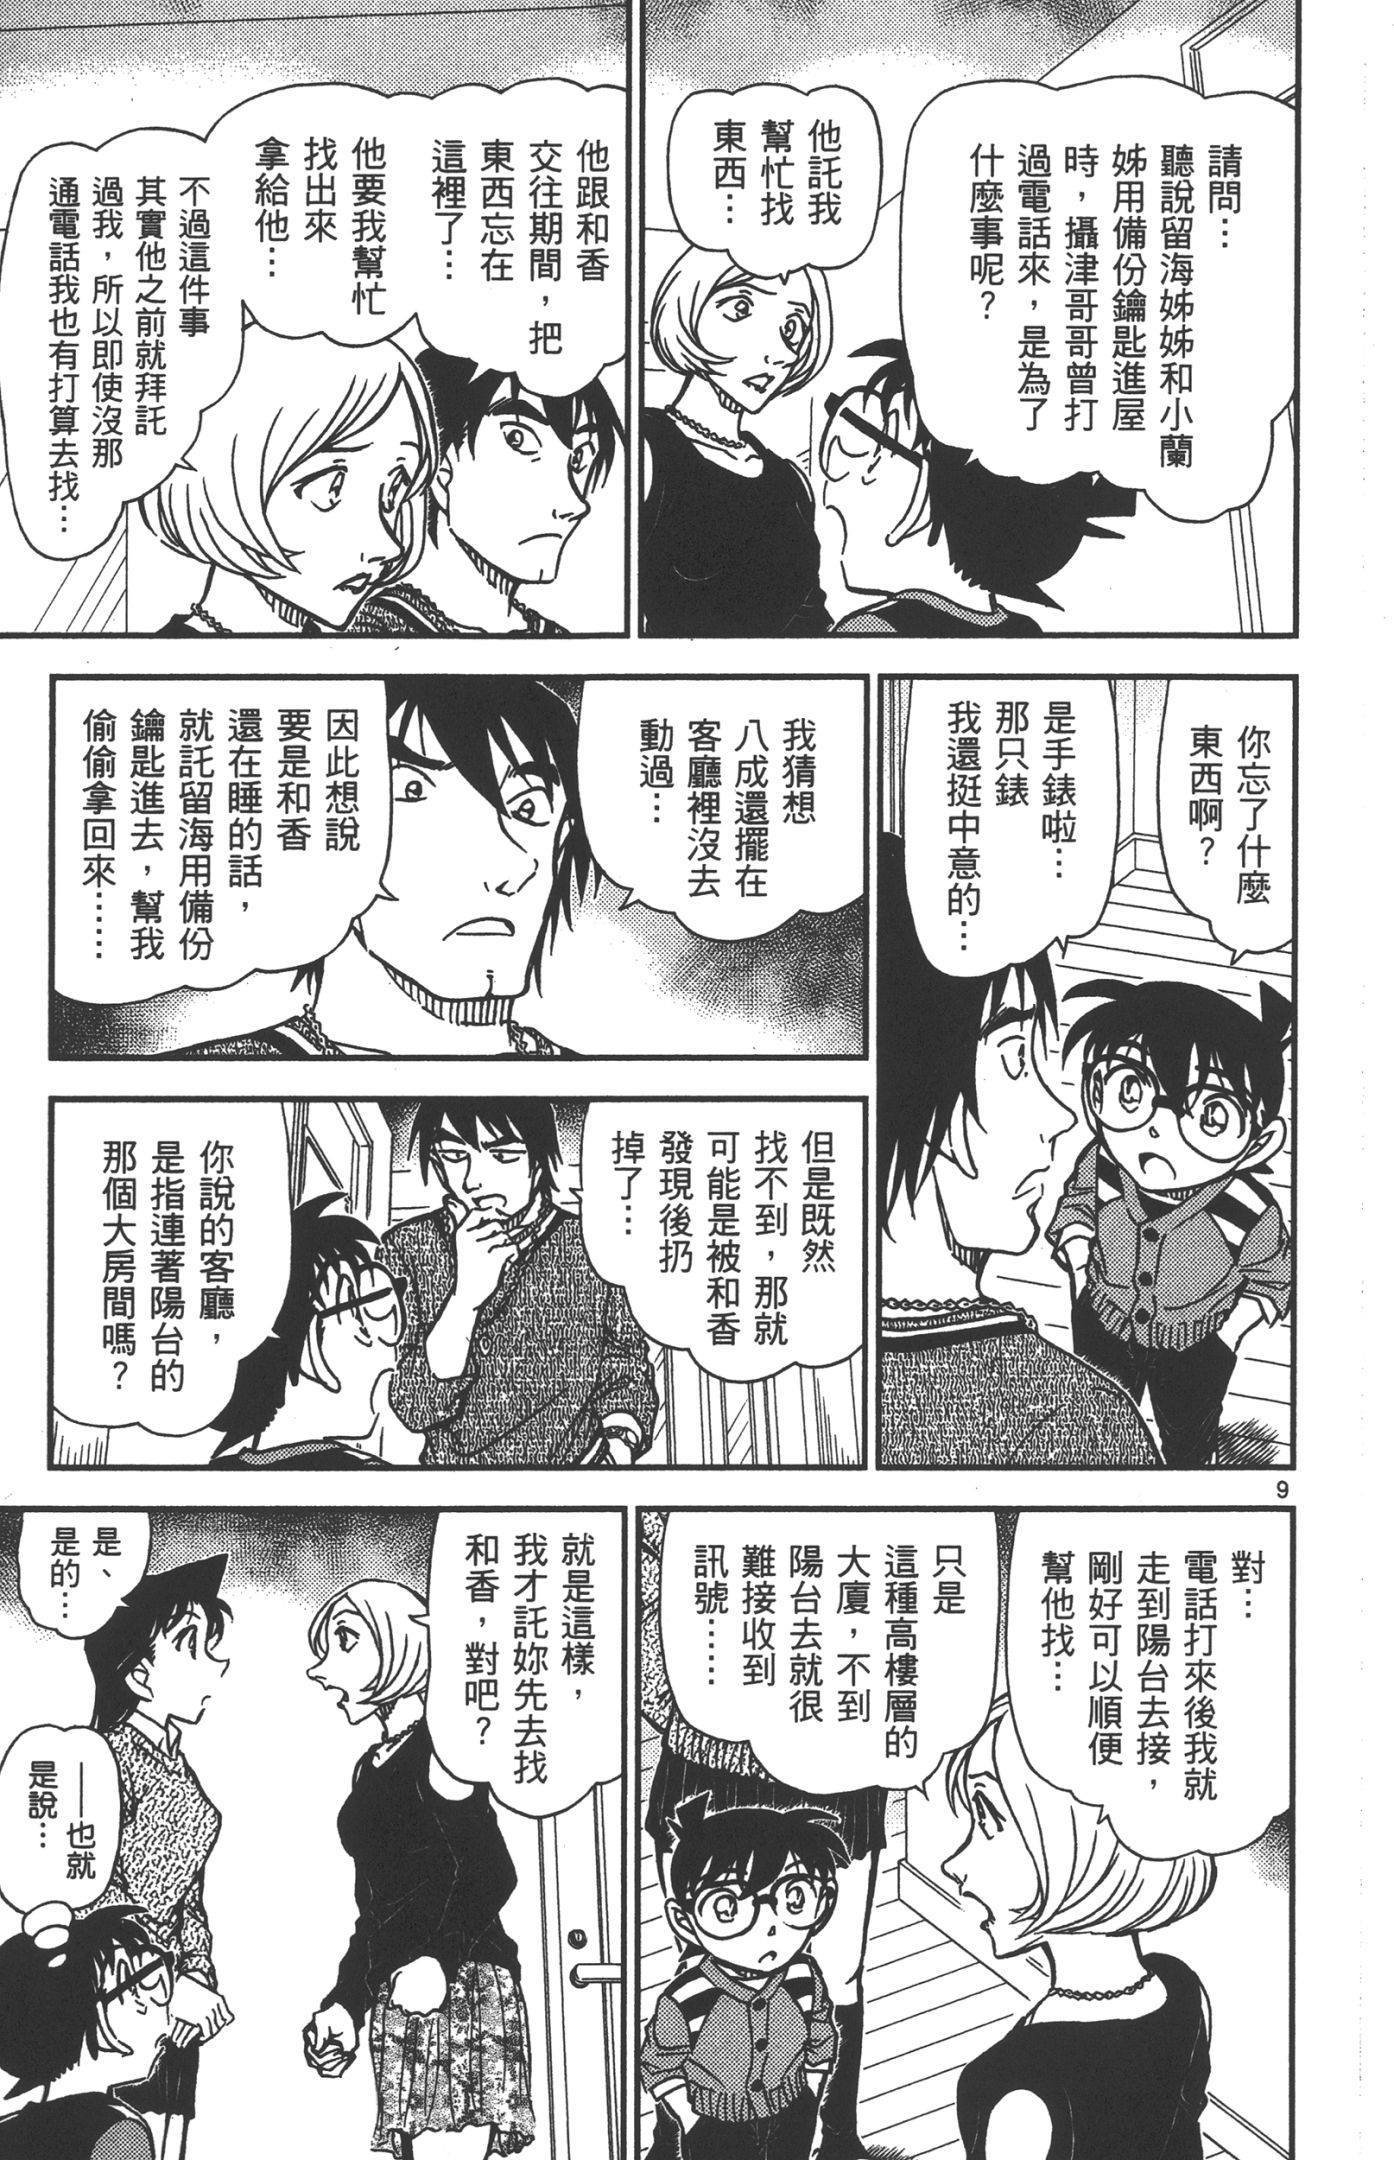 請問…
聽說留海姊姊和小蘭
姊用備份鑰匙進屋
時，攝津哥哥曾打
過電話來，是為了
什麼事呢？
他託我
幫忙找
東西…
他跟和香
交往期間，把
東西忘在
這裡了…
他要我幫忙
找出來
拿給他…
不過這件事
其實他之前就拜託
過我，所以即使沒那
通電話我也有打算去找…
你忘了什麼
東西啊？
是手錶啦…
那只錶
我還挺中意的…
我猜想
八成還擺在
客廳裡沒去
動過…
因此想說
要是和香
還在睡的話，
就託留海用備份
鑰匙進去，幫我
偷偷拿回來……
但是既然
找不到，那就
可能是被和香
發現後扔
掉了…
你說的客廳，
是指連著陽台的
那個大房間嗎？
9
對…
電話打來後我就
走到陽台去接，
剛好可以順便
幫他找…
只是
這種高樓層的
大廈，不到
陽台去就很
難接收到
訊號……
就是這樣，
我才託妳先去找
和香，對吧？
是、
是的…
——也就
是說…